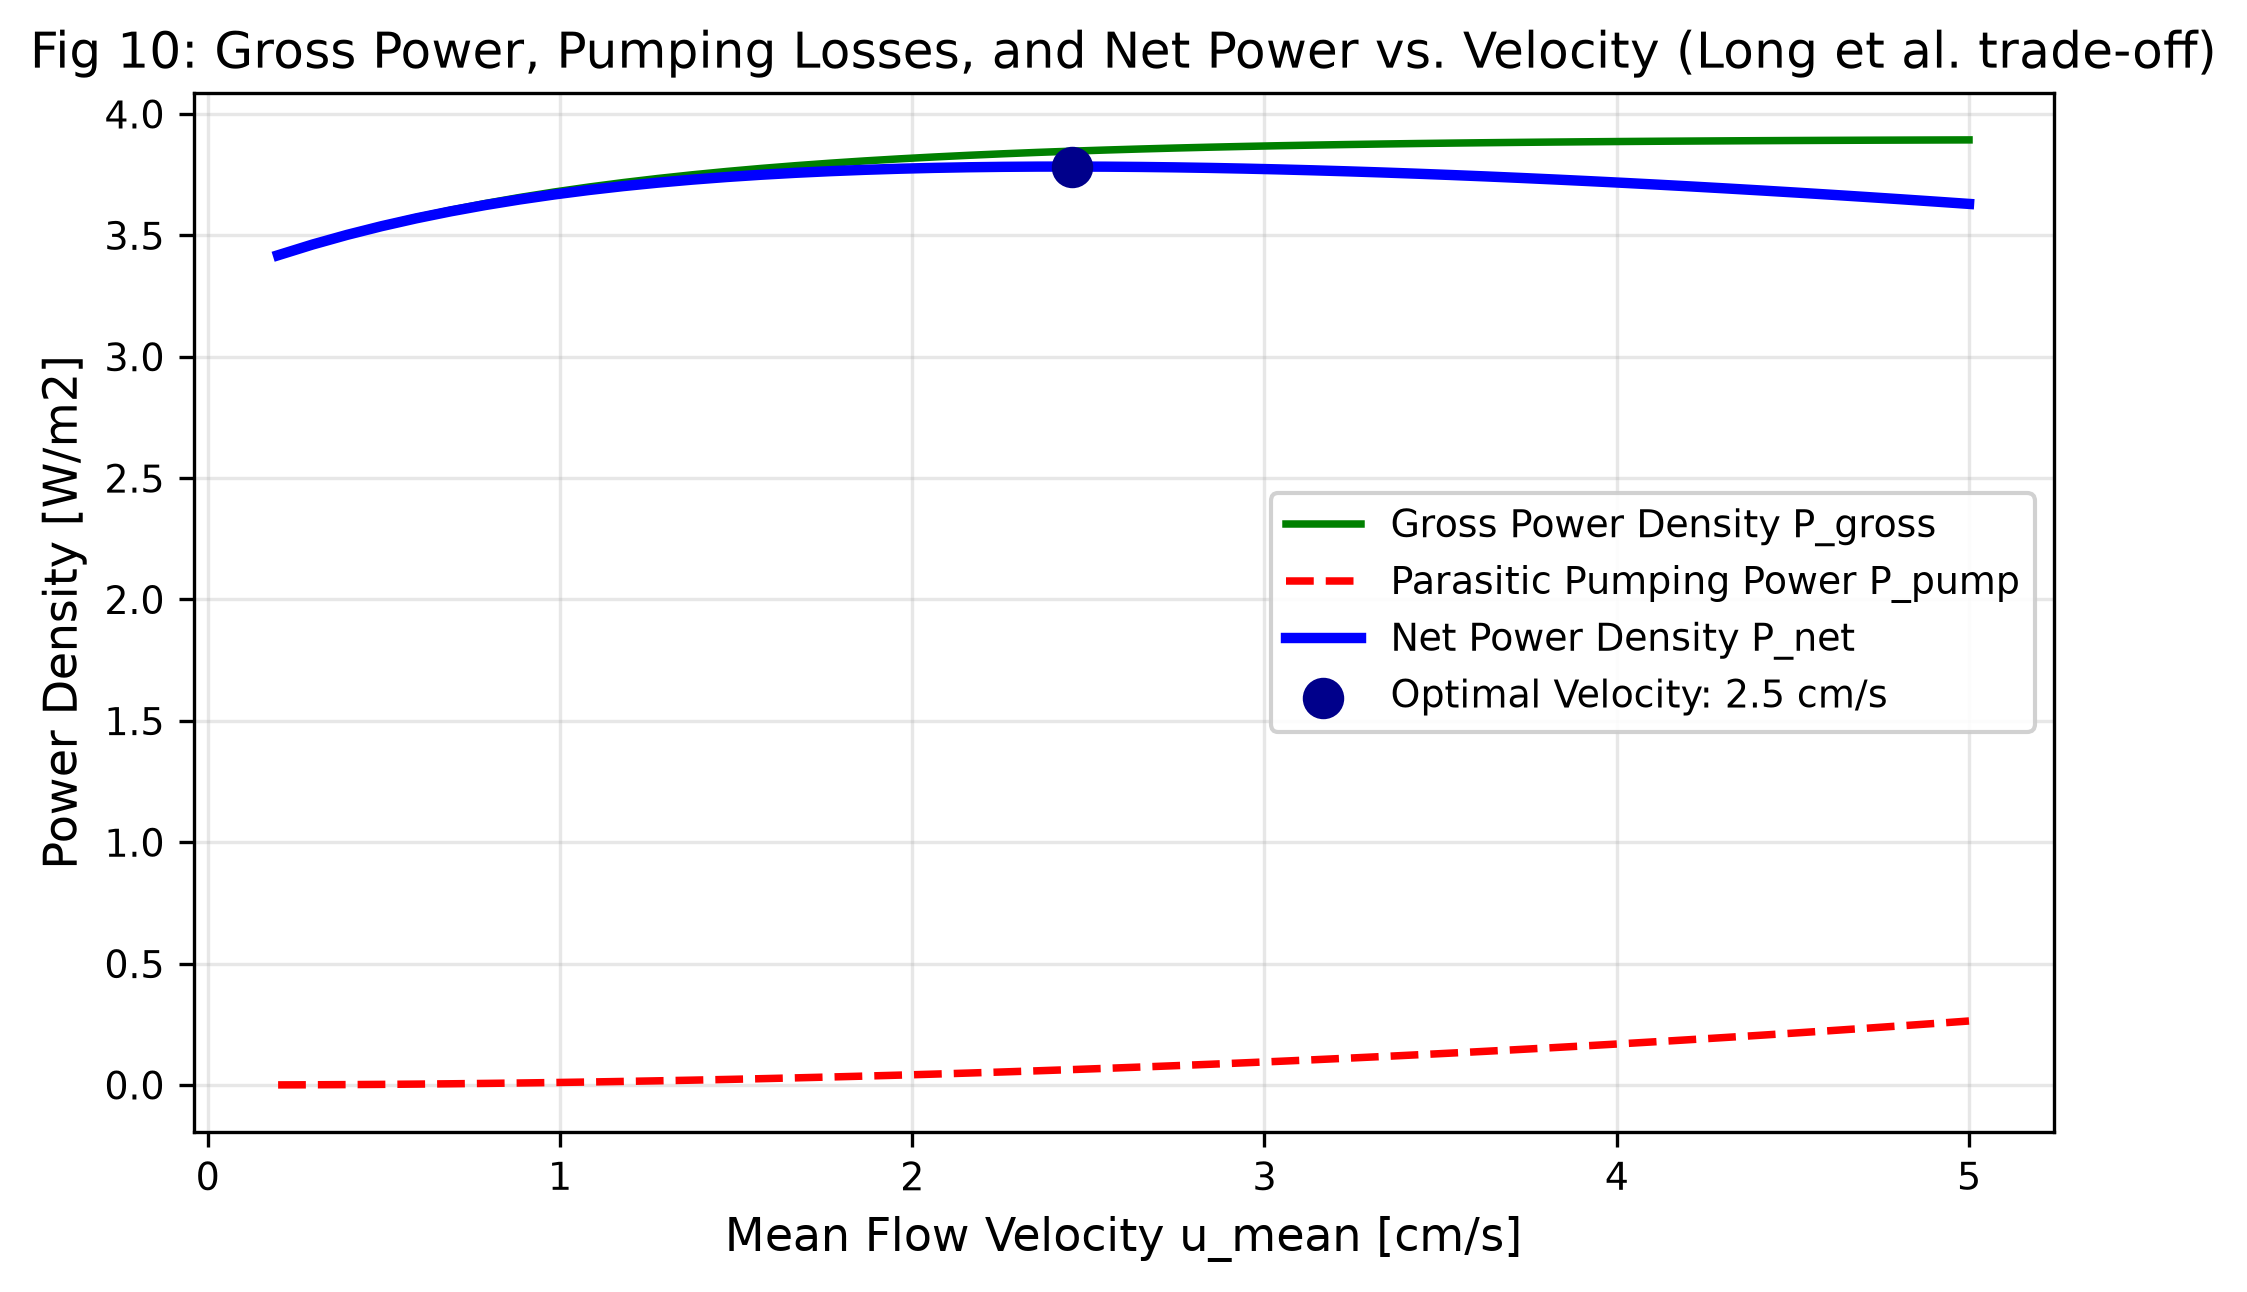 Fig 10: Gross Power, Pumping Losses, and Net Power vs. Velocity (Long et al. trade-off)
Power Density [W/m2]
4.0
3.5
3.0
2.5
2.0
1.5
1.0
0.5
0.0
Gross Power Density P_gross
Parasitic Pumping Power P_pump
Net Power Density P_net
Optimal Velocity: 2.5 cm/s
0 1 2 3 4 5
Mean Flow Velocity u_mean [cm/s]